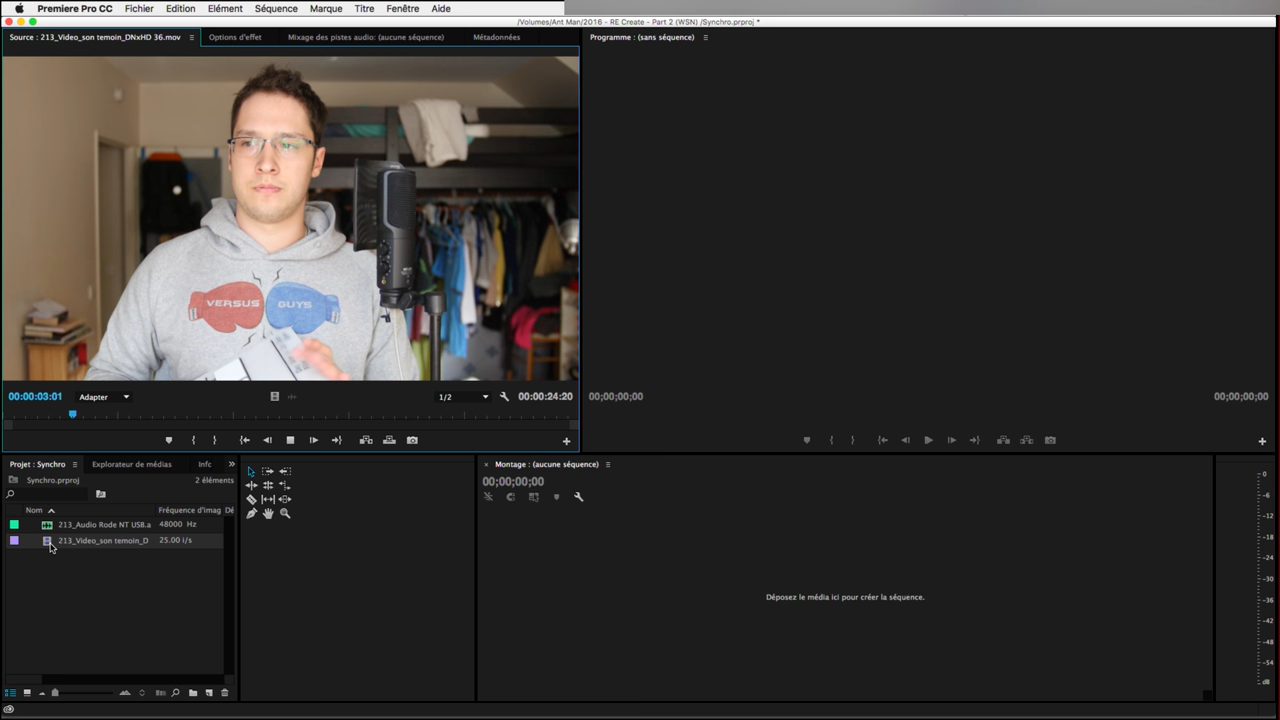 Premiere Pro CC Fichier Edition Elément Séquence Marque Titre Fenêtre Aide
/Volumes/Ant Man/2016 - RE Create - Part 2 (WSN) /Synchro.prproj *
Source : 213_Video_son temoin_DNxHD 36.mov Options d'effet Mixage des pistes audio: (aucune séquence) Métadonnées Programme : (sans séquence)
VERSUS GUYS
00:00:03:01 Adapter 1/2 00:00:24:20 00;00;00;00 00;00;00;00
Projet : Synchro Explorateur de médias Infc » × Montage : (aucune séquence)
Synchro.prproj 2 éléments 00;00;00;00
Nom Fréquence d'imag Dé
213_Audio Rode NT USB.a 48000 Hz
213_Video_son temoin_D 25.00 i/s
Déposez le média ici pour créer la séquence.
0
-6
-12
-18
-24
-30
-36
-42
-48
-54
dB